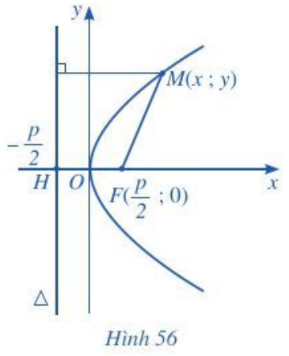 y
M(x ; y)
-p/2
H O F(p/2 ; 0) x
Δ
Hình 56